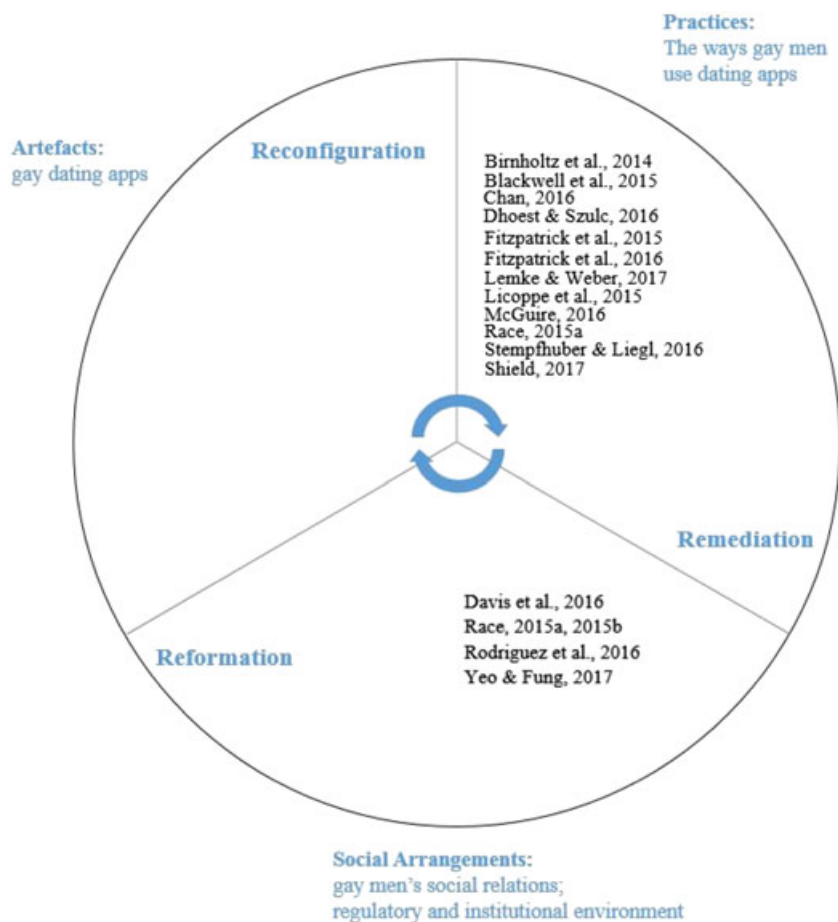 Practices:
The ways gay men
use dating apps
Artefacts:
gay dating apps
Reconfiguration
Birnholtz et al., 2014
Blackwell et al., 2015
Chan, 2016
Dhoest & Szulc, 2016
Fitzpatrick et al., 2015
Fitzpatrick et al., 2016
Lemke & Weber, 2017
Licoppe et al., 2015
McGuire, 2016
Race, 2015a
Stempfhuber & Liegl, 2016
Shield, 2017
Remediation
Davis et al., 2016
Race, 2015a, 2015b
Rodriguez et al., 2016
Yeo & Fung, 2017
Reformation
Social Arrangements:
gay men's social relations;
regulatory and institutional environment